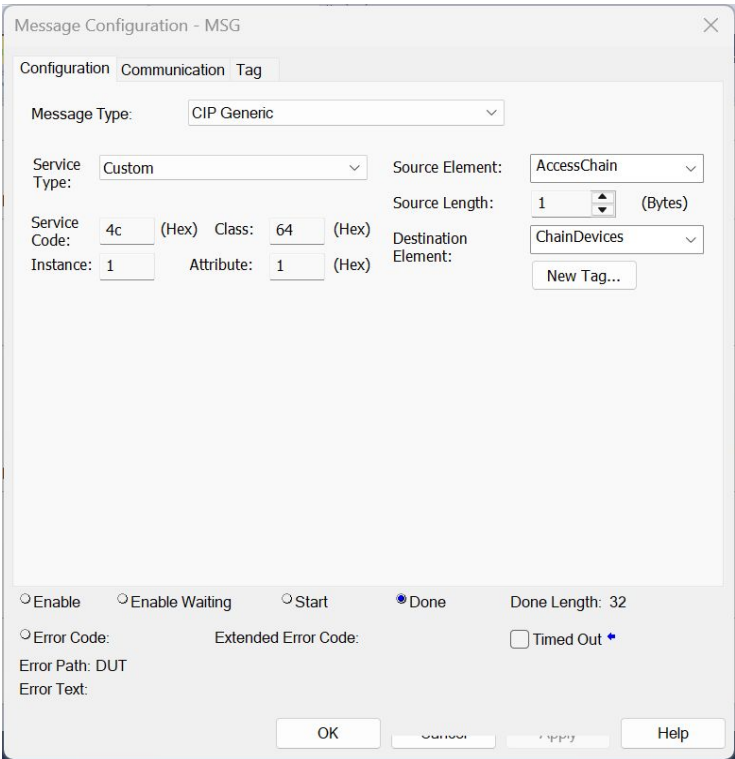 Message Configuration - MSG
Configuration Communication Tag
Message Type: CIP Generic
Service Type: Custom
Source Element: AccessChain
Source Length: 1 (Bytes)
Service Code: 4c (Hex) Class: 64 (Hex)
Destination Element: ChainDevices
Instance: 1 Attribute: 1 (Hex)
New Tag...
Enable Enable Waiting Start Done Done Length: 32
Error Code: Extended Error Code: Timed Out
Error Path: DUT
Error Text:
OK Cancel Apply Help